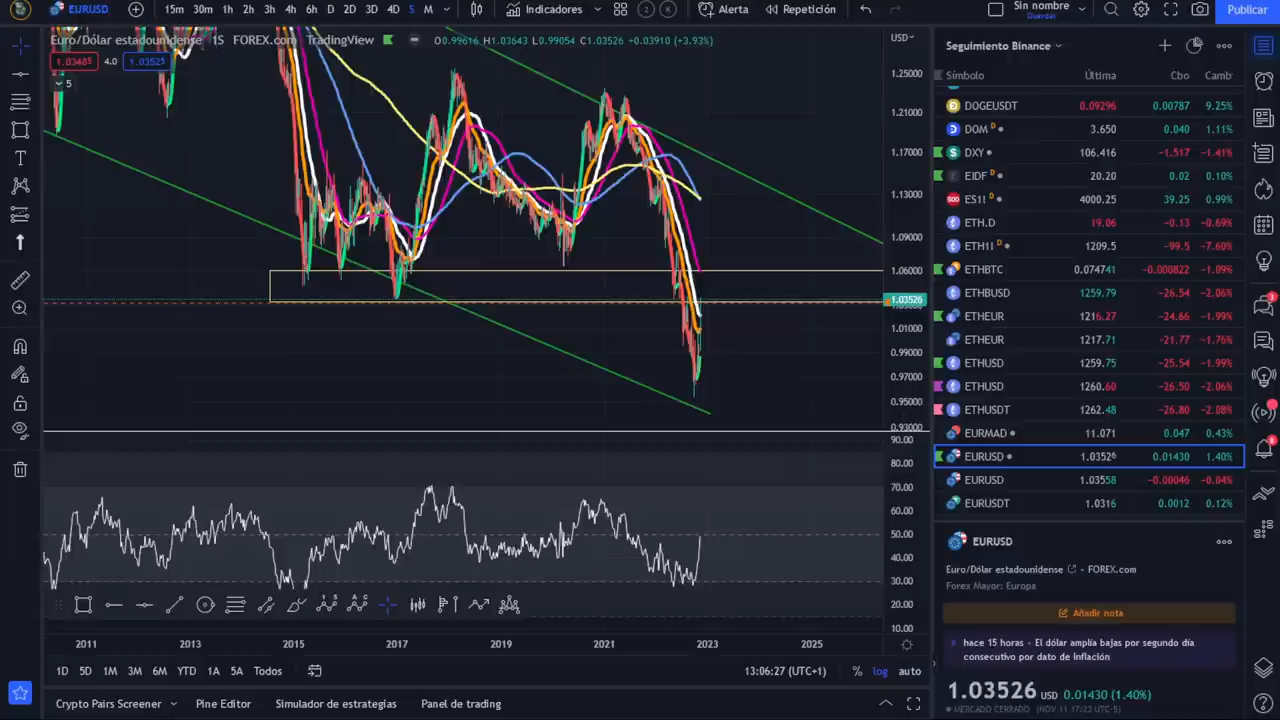 EURUSD 15m 30m 1h 2h 3h 4h 6h D 2D 3D 4D S M Indicadores 2 K Alerta Repetición Sin nombre Guardar Publicar
Euro/Dólar estadounidense · 1S FOREX.com TradingView O0.99616 H1.03643 L0.99054 C1.03526 +0.03910 (+3.93%)
1.03485 4.0 1.03525
5
USD
1.25000
1.21000
1.17000
1.13000
1.09000
1.06000
1.03526
1.01000
0.99000
0.97000
0.95000
0.93000
90.00
80.00
70.00
60.00
50.00
40.00
30.00
20.00
10.00
2011 2013 2015 2017 2019 2021 2023 2025
1D 5D 1M 3M 6M YTD 1A 5A Todos 13:06:27 (UTC+1) % log auto
Crypto Pairs Screener Pine Editor Simulador de estrategias Panel de trading
Seguimiento Binance
Símbolo Última Cbo Camb
DOGEUSDT 0.09296 0.00787 9.25%
DOM D 3.650 0.040 1.11%
DXY 106.416 −1.517 −1.41%
EIDF D 20.20 0.02 0.10%
ES1! D 4000.25 39.25 0.99%
ETH.D 19.06 −0.13 −0.69%
ETH1! D 1209.5 −99.5 −7.60%
ETHBTC 0.074741 −0.000822 −1.09%
ETHBUSD 1259.79 −26.54 −2.06%
ETHEUR 1216.27 −24.66 −1.99%
ETHEUR 1217.71 −21.77 −1.76%
ETHUSD 1259.75 −25.54 −1.99%
ETHUSD 1260.60 −26.50 −2.06%
ETHUSDT 1262.48 −26.80 −2.08%
EURMAD 11.071 0.047 0.43%
EURUSD 1.03526 0.01430 1.40%
EURUSD 1.03558 −0.00046 −0.04%
EURUSDT 1.0316 0.0012 0.12%
EURUSD
Euro/Dólar estadounidense · FOREX.com
Forex Mayor: Europa
Añadir nota
hace 15 horas · El dólar amplía bajas por segundo día
consecutivo por dato de inflación
1.03526 USD 0.01430 (1.40%)
MERCADO CERRADO (NOV 11 17:23 UTC-5)